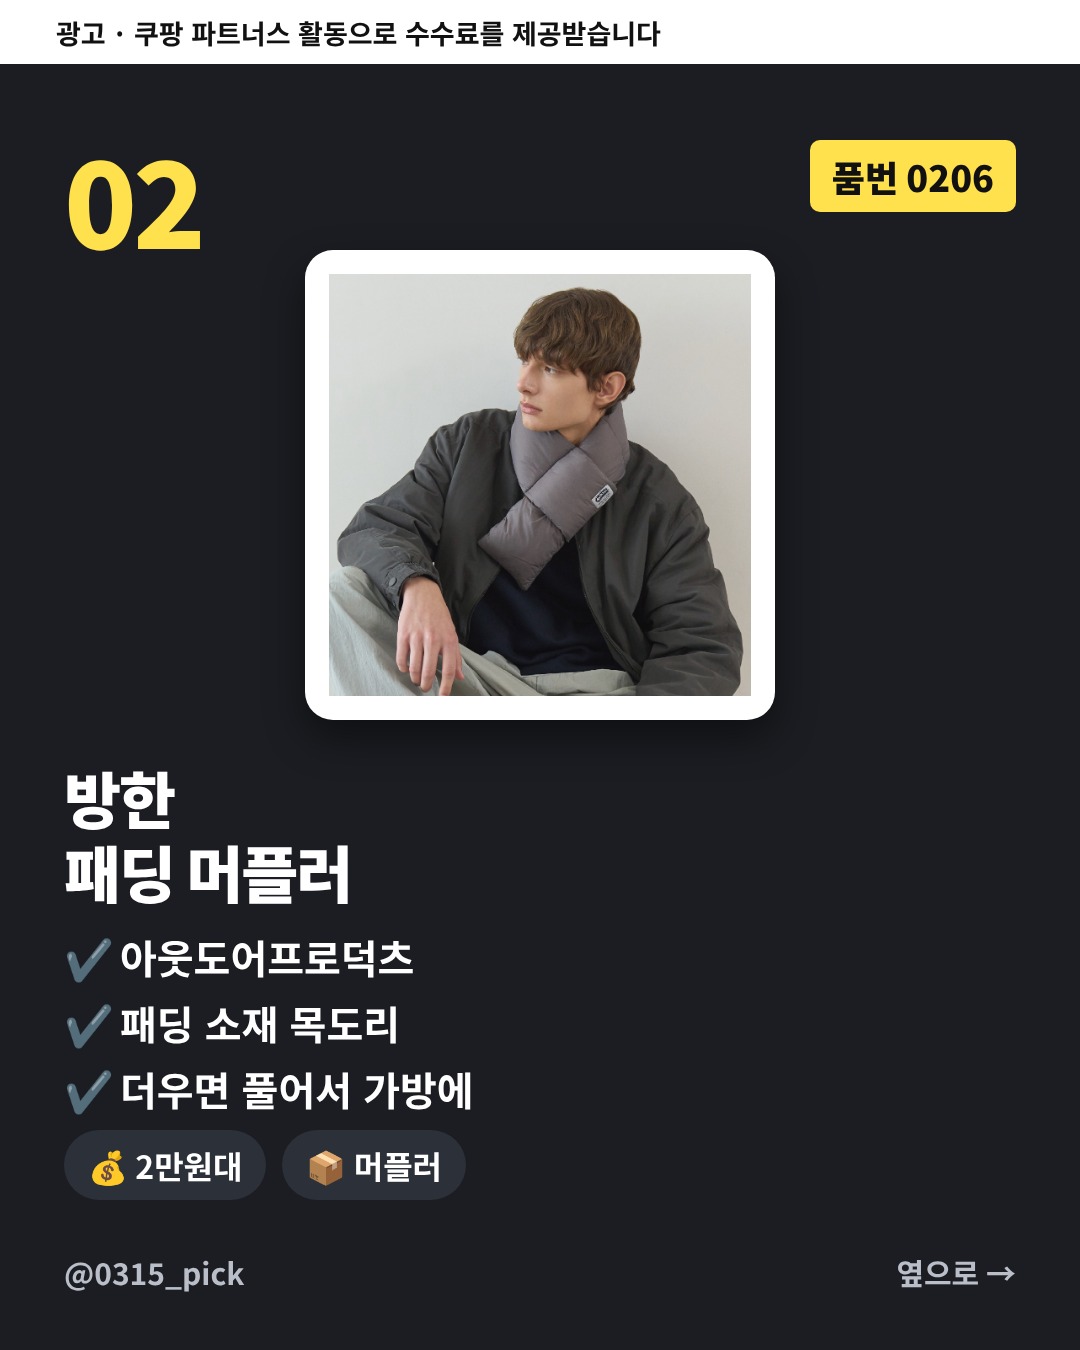 광고 · 쿠팡 파트너스 활동으로 수수료를 제공받습니다
02
품번 0206
방한
패딩 머플러
✔️ 아웃도어프로덕츠
✔️ 패딩 소재 목도리
✔️ 더우면 풀어서 가방에
💰 2만원대
📦 머플러
@0315_pick
옆으로 →